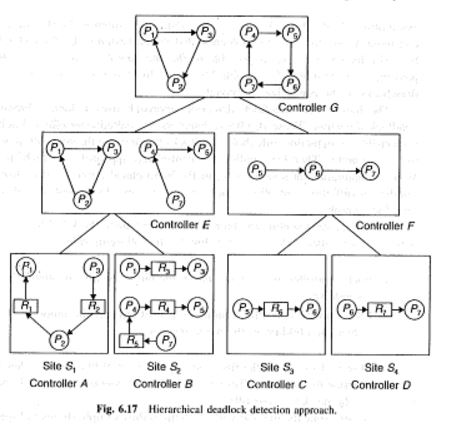 P1 P3 P4 P5
P2 P7 P6
Controller G
P1 P3 P4 P5
P2 P7
Controller E
P5 P6 P7
Controller F
P1 P3
R1 R2
P2
P1 R3 P3
P4 R4 P5
R5 P7
P5 R6 P6
P6 R7 P7
Site S1 Site S2 Site S3 Site S4
Controller A Controller B Controller C Controller D
Fig. 6.17 Hierarchical deadlock detection approach.